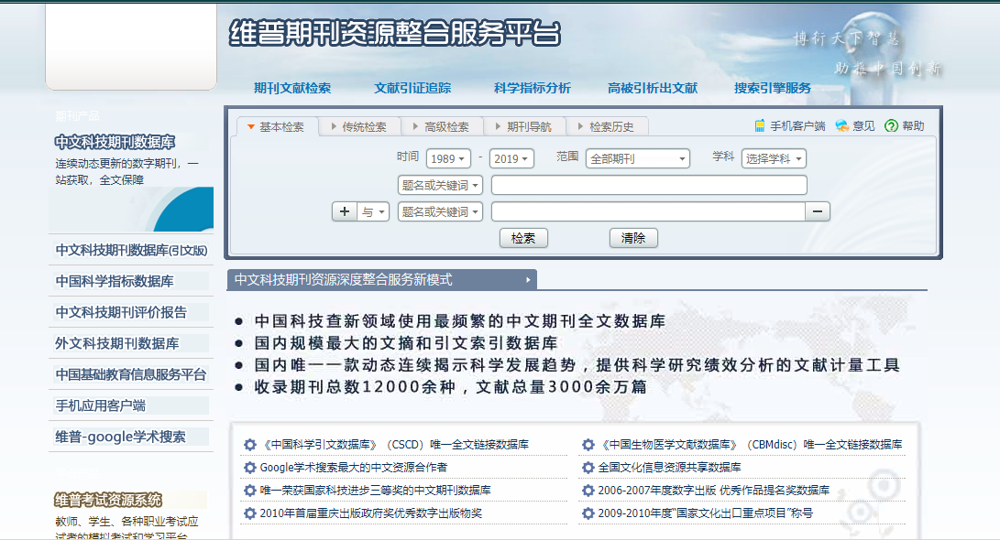 维普期刊资源整合服务平台
博衍天下智慧
助推中国创新
期刊文献检索 文献引证追踪 科学指标分析 高被引析出文献 搜索引擎服务
期刊产品
中文科技期刊数据库
连续动态更新的数字期刊，一
站获取，全文保障
中文科技期刊数据库(引文版)
中国科学指标数据库
中文科技期刊评价报告
外文科技期刊数据库
中国基础教育信息服务平台
手机应用客户端
维普-google学术搜索
维普考试资源系统
教师、学生、各种职业考试应
试者的模拟考试和学习平台
基本检索 传统检索 高级检索 期刊导航 检索历史 手机客户端 意见 帮助
时间 1989 - 2019 范围 全部期刊 学科 选择学科
题名或关键词
+ 与 题名或关键词 −
检索 清除
中文科技期刊资源深度整合服务新模式
● 中国科技查新领域使用最频繁的中文期刊全文数据库
● 国内规模最大的文摘和引文索引数据库
● 国内唯一一款动态连续揭示科学发展趋势，提供科学研究绩效分析的文献计量工具
● 收录期刊总数12000余种，文献总量3000余万篇
《中国科学引文数据库》（CSCD）唯一全文链接数据库 《中国生物医学文献数据库》（CBMdisc）唯一全文链接数据库
Google学术搜索最大的中文资源合作者 全国文化信息资源共享数据库
唯一荣获国家科技进步三等奖的中文期刊数据库 2006-2007年度数字出版 优秀作品提名奖数据库
2010年首届重庆出版政府奖优秀数字出版物奖 2009-2010年度“国家文化出口重点项目”称号